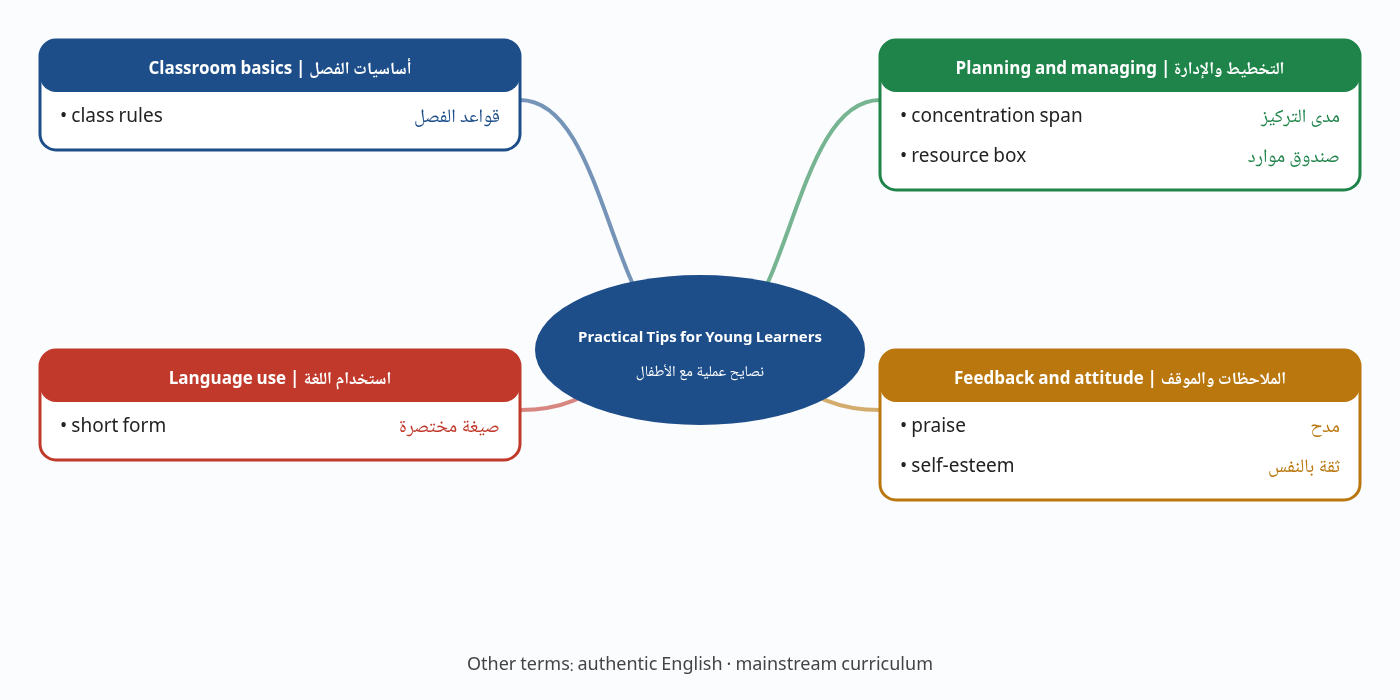 Classroom basics | أساسيات الفصل
• class rules قواعد الفصل
Planning and managing | التخطيط والإدارة
• concentration span مدى التركيز
• resource box صندوق موارد
Practical Tips for Young Learners
نصايح عملية مع الأطفال
Language use | استخدام اللغة
• short form صيغة مختصرة
Feedback and attitude | الملاحظات والموقف
• praise مدح
• self-esteem ثقة بالنفس
Other terms: authentic English · mainstream curriculum